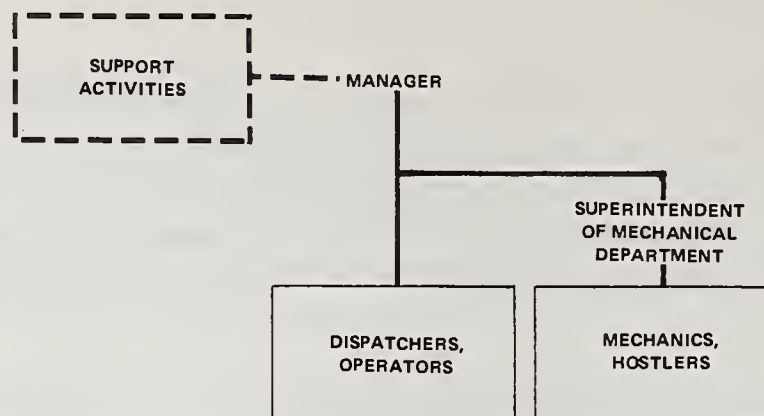 SUPPORT
ACTIVITIES
MANAGER
SUPERINTENDENT
OF MECHANICAL
DEPARTMENT
DISPATCHERS,
OPERATORS
MECHANICS,
HOSTLERS